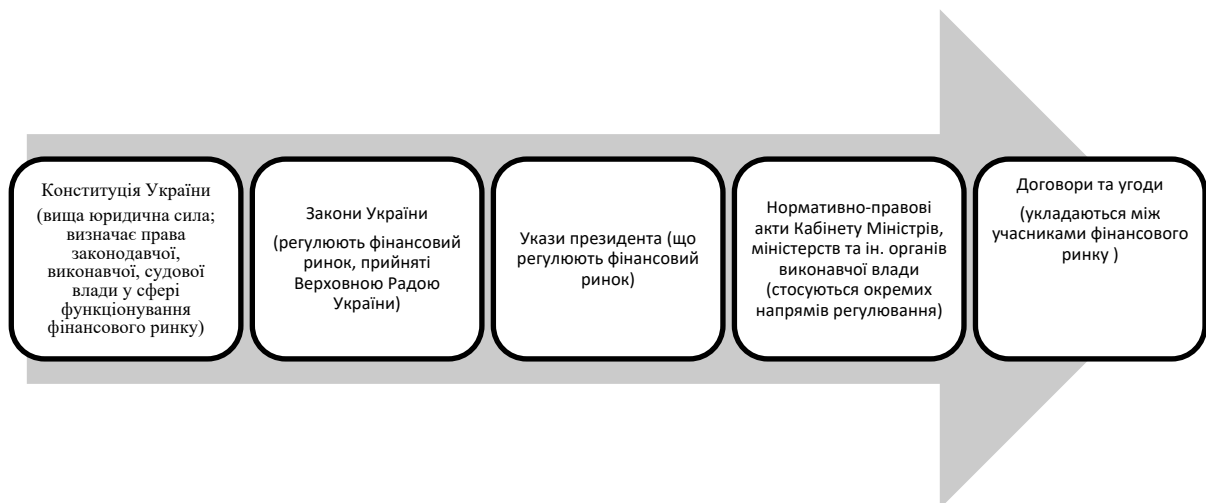 Конституція України
(вища юридична сила;
визначає права
законодавчої,
виконавчої, судової
влади у сфері
функціонування
фінансового ринку)
Закони України
(регулюють фінансовий
ринок, прийняті
Верховною Радою
України)
Укази президента (що
регулюють фінансовий
ринок)
Нормативно-правові
акти Кабінету Міністрів,
міністерств та ін. органів
виконавчої влади
(стосуються окремих
напрямів регулювання)
Договори та угоди
(укладаються між
учасниками фінансового
ринку )